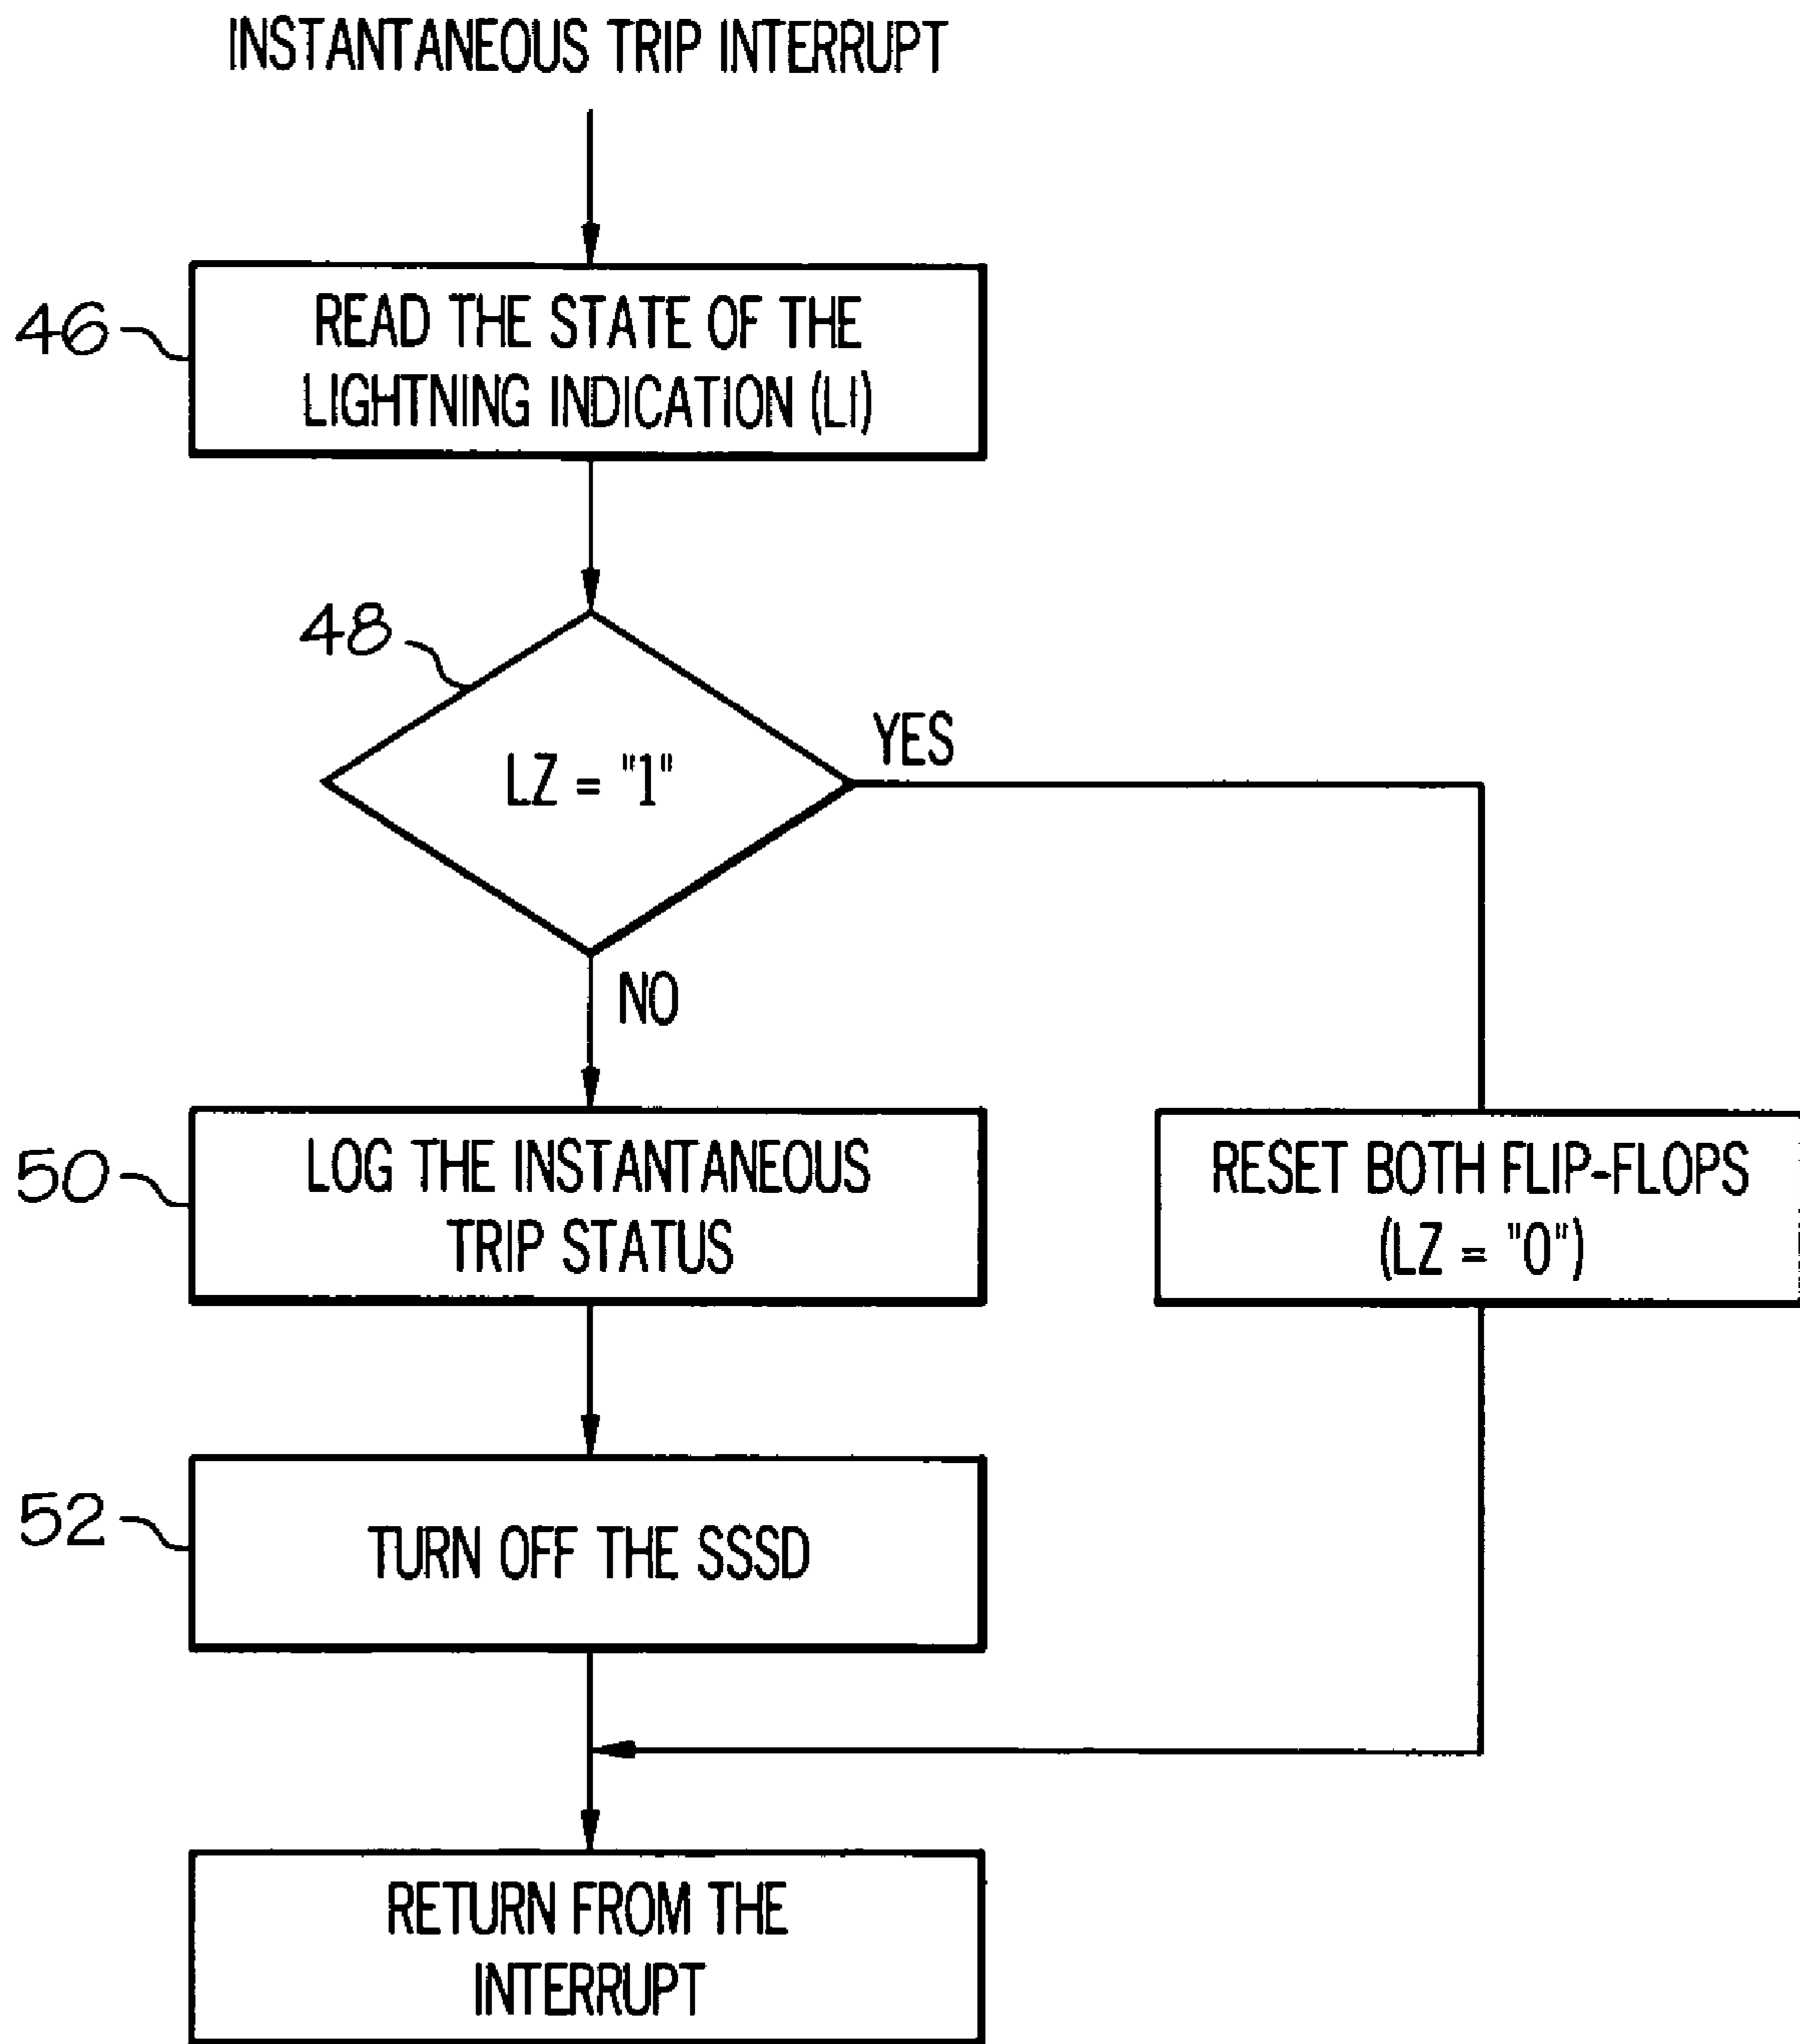 INSTANTANEOUS TRIP INTERRUPT
46
READ THE STATE OF THE
LIGHTNING INDICATION (LI)
48
LZ = "1"
YES
NO
50
LOG THE INSTANTANEOUS
TRIP STATUS
RESET BOTH FLIP-FLOPS
(LZ = "0")
52
TURN OFF THE SSSD
RETURN FROM THE
INTERRUPT